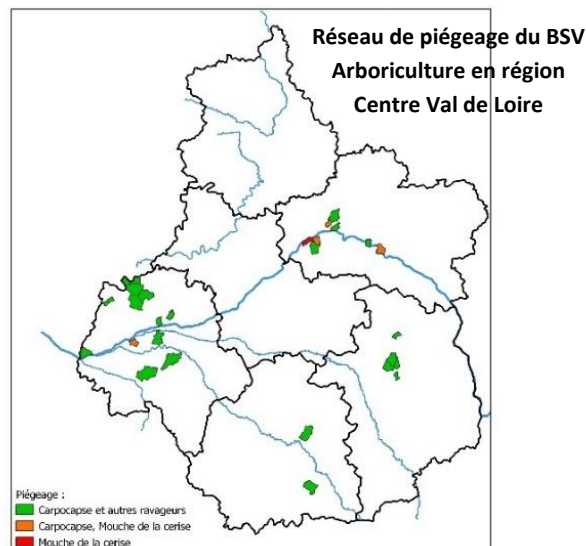 Réseau de piégeage du BSV
Arboriculture en région
Centre Val de Loire
Piégeage :
Carpocapse et autres ravageurs
Carpocapse, Mouche de la cerise
Mouche de la cerise